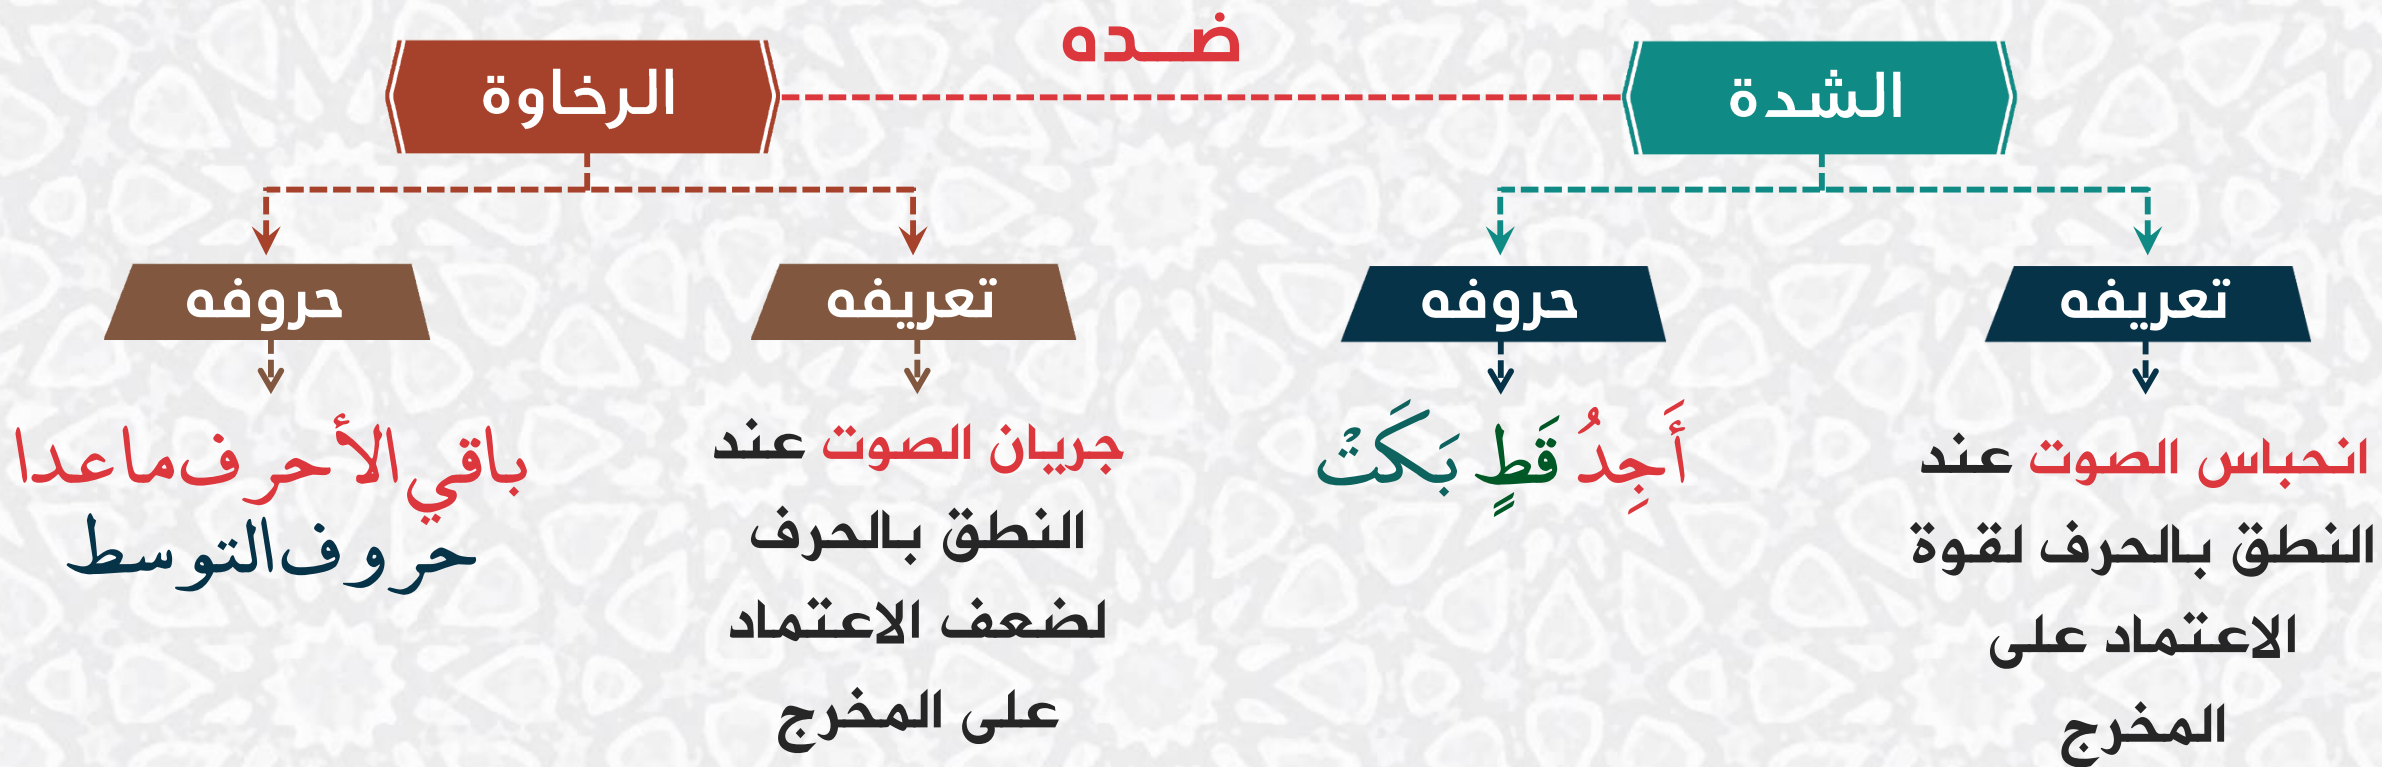 ضـــده
الشدة
الرخاوة
تعريفه
انحباس الصوت عند
النطق بالحرف لقوة
الاعتماد على
المخرج
حروفه
أَجِدُ قَطٍ بَكَتْ
تعريفه
جريان الصوت عند
النطق بالحرف
لضعف الاعتماد
على المخرج
حروفه
باقي الأحرف ماعدا
حروف التوسط